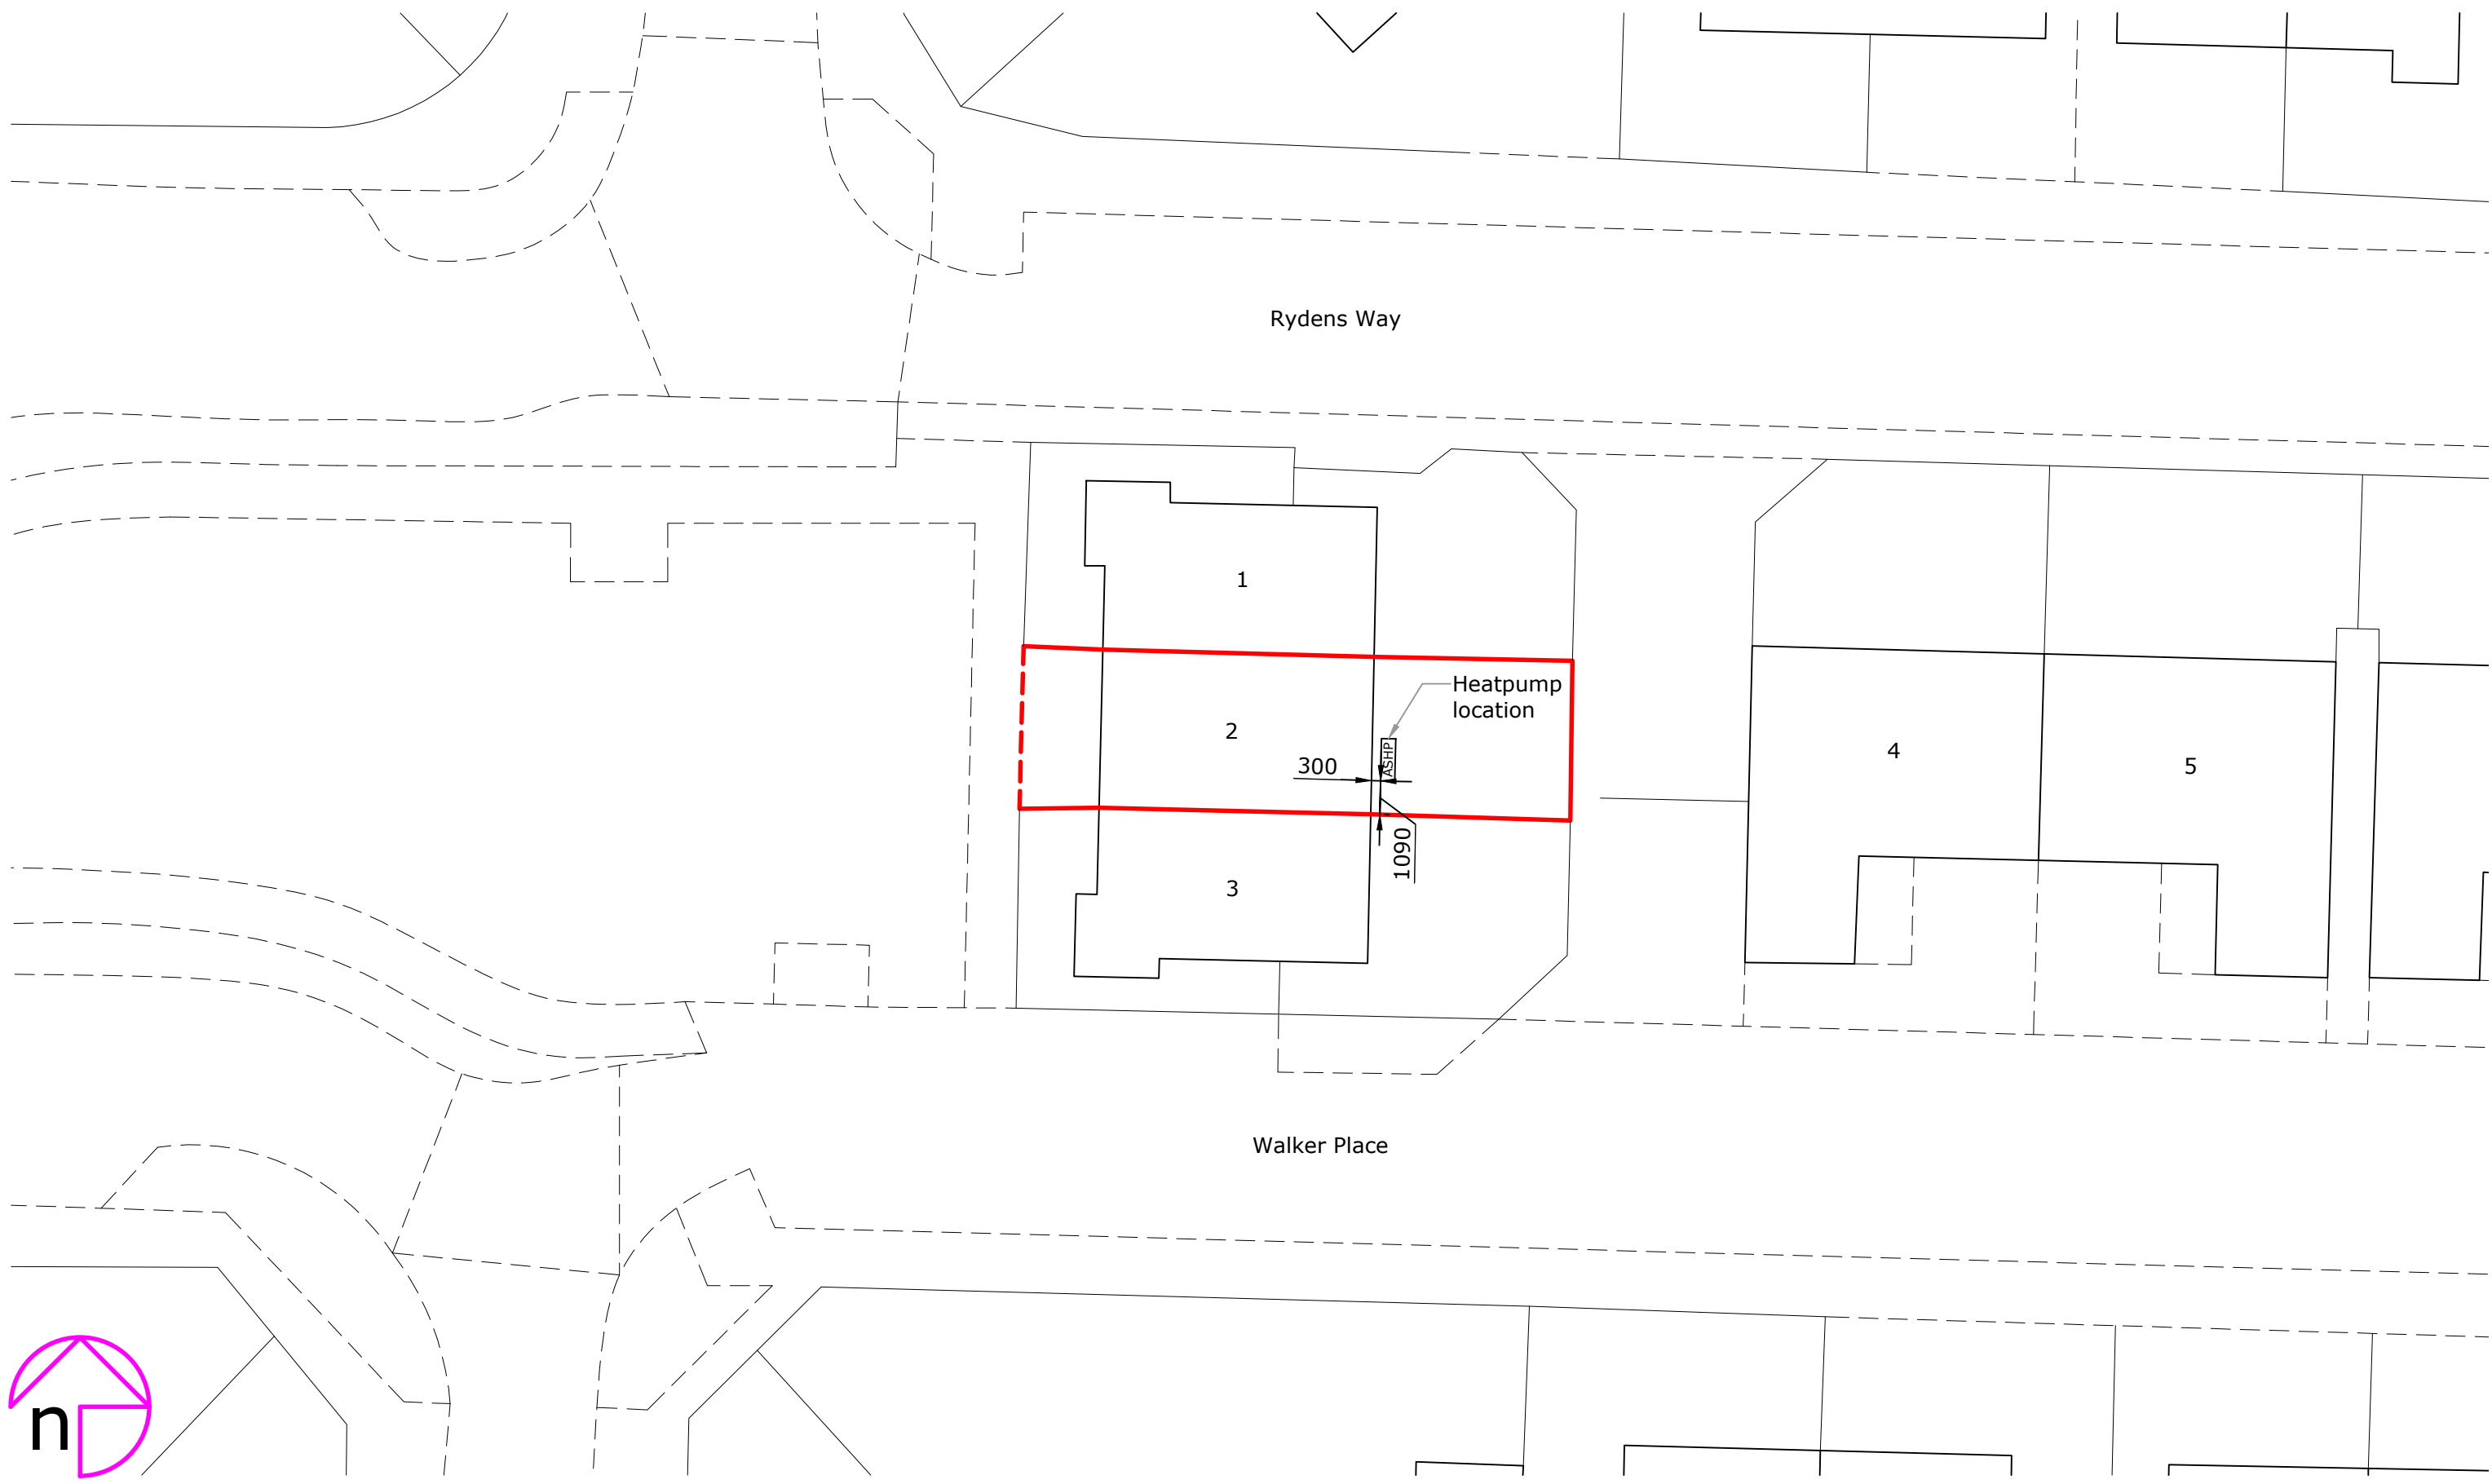 Rydens Way
1
Heatpump
location
2
ASHP
300
4
5
1090
3
Walker Place
n